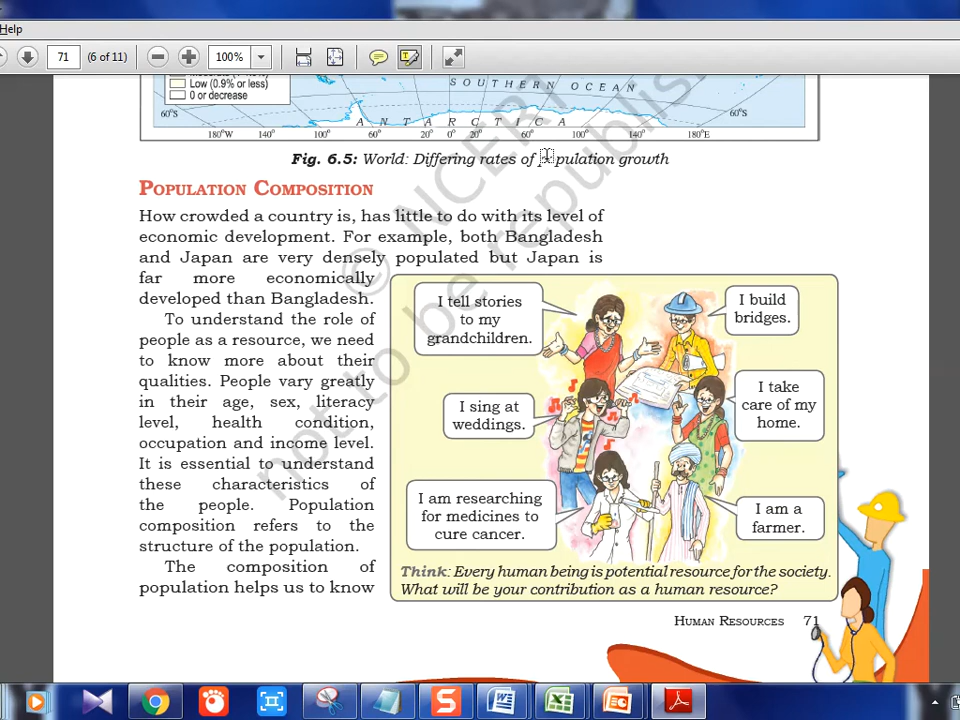 Help
71 (6 of 11) 100%
Low (0.9% or less)
0 or decrease
SOUTHERN OCEAN
60°S 60°S
ANTARCTICA
180°W 140° 100° 60° 20° 0° 20° 60° 100° 140° 180°E
Fig. 6.5: World: Differing rates of population growth
POPULATION COMPOSITION
How crowded a country is, has little to do with its level of
economic development. For example, both Bangladesh
and Japan are very densely populated but Japan is
far more economically
developed than Bangladesh.
To understand the role of
people as a resource, we need
to know more about their
qualities. People vary greatly
in their age, sex, literacy
level, health condition,
occupation and income level.
It is essential to understand
these characteristics of
the people. Population
composition refers to the
structure of the population.
The composition of
population helps us to know
I tell stories
to my
grandchildren.
I build
bridges.
I sing at
weddings.
I take
care of my
home.
I am researching
for medicines to
cure cancer.
I am a
farmer.
Think: Every human being is potential resource for the society.
What will be your contribution as a human resource?
HUMAN RESOURCES 71
© NCERT
not to be republis